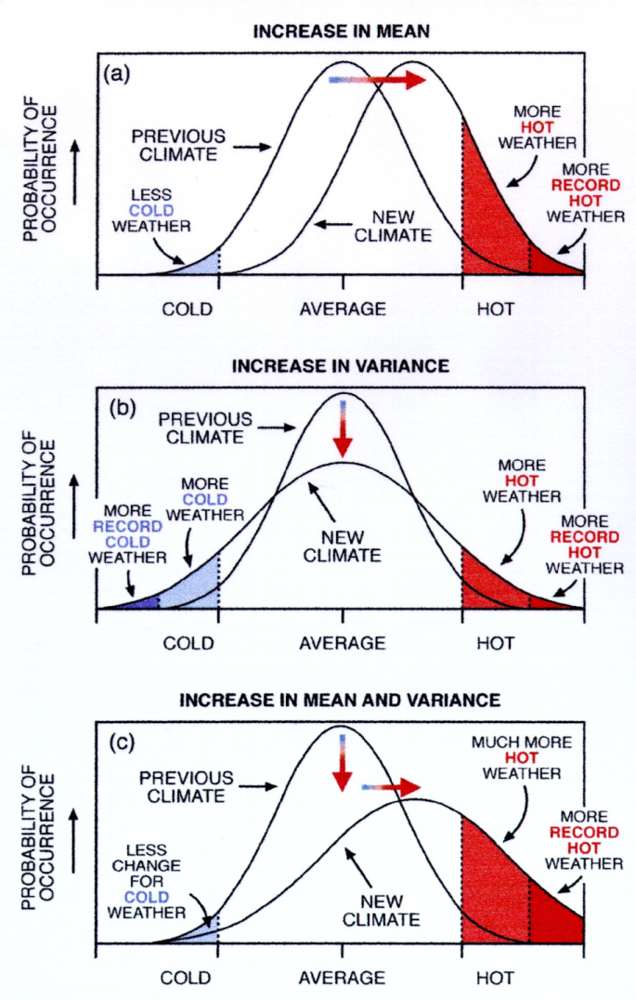 INCREASE IN MEAN
(a)
PROBABILITY OF
OCCURRENCE
PREVIOUS
CLIMATE
LESS
COLD
WEATHER
NEW
CLIMATE
MORE
HOT
WEATHER
MORE
RECORD
HOT
WEATHER
COLD
AVERAGE
HOT
INCREASE IN VARIANCE
(b)
PROBABILITY OF
OCCURRENCE
PREVIOUS
CLIMATE
MORE
COLD
WEATHER
MORE
RECORD
COLD
WEATHER
NEW
CLIMATE
MORE
HOT
WEATHER
MORE
RECORD
HOT
WEATHER
COLD
AVERAGE
HOT
INCREASE IN MEAN AND VARIANCE
(c)
PROBABILITY OF
OCCURRENCE
PREVIOUS
CLIMATE
LESS
CHANGE
FOR
COLD
WEATHER
NEW
CLIMATE
MUCH MORE
HOT
WEATHER
MORE
RECORD
HOT
WEATHER
COLD
AVERAGE
HOT